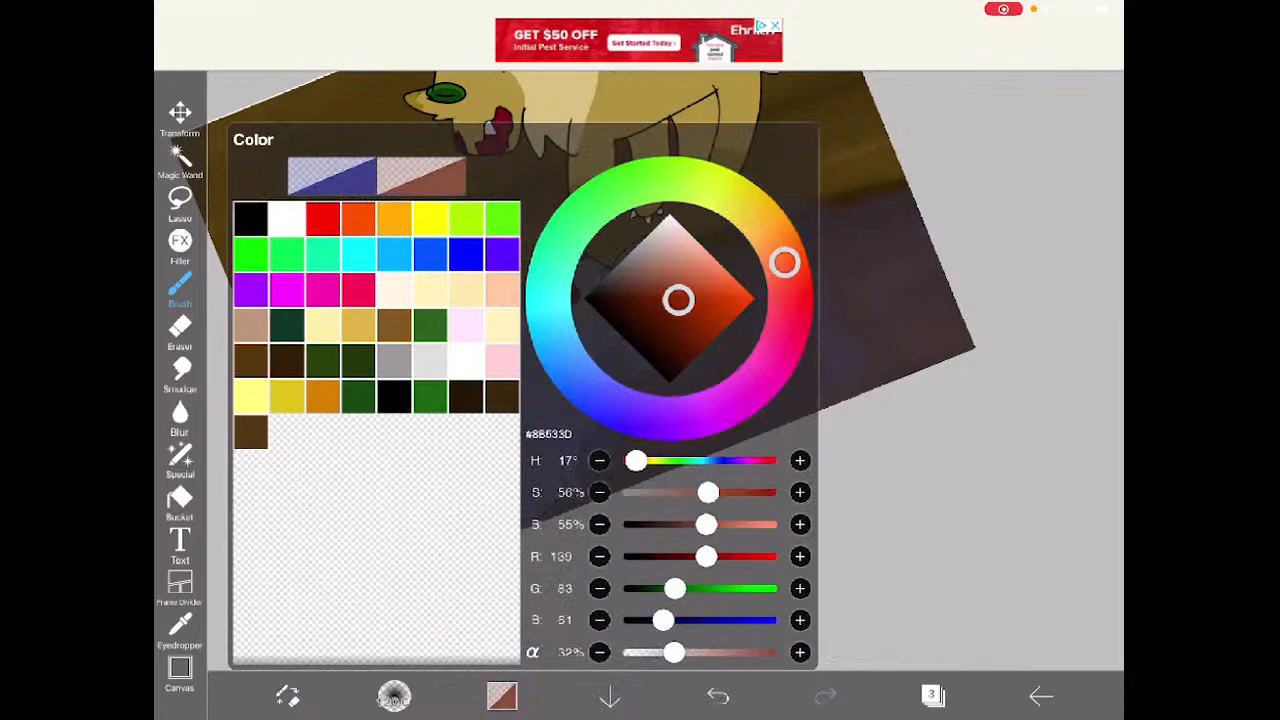 GET $50 OFF
Initial Pest Service
Get Started Today ›
Color
Transform
Magic Wand
Lasso
FX
Filter
Brush
Eraser
Smudge
Blur
Special
Bucket
T
Text
Frame Divider
Eyedropper
Canvas
#8B533D
H: 17°
S: 56%
B: 55%
R: 139
G: 83
B: 61
α 32%
3